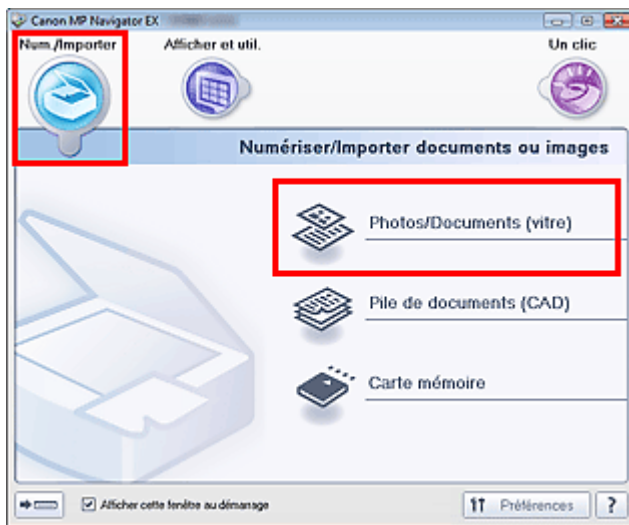 Canon MP Navigator EX
Num./Importer
Afficher et util.
Un clic
Numériser/Importer documents ou images
Photos/Documents (vitre)
Pile de documents (CAD)
Carte mémoire
Afficher cette fenêtre au démarrage
Préférences
?